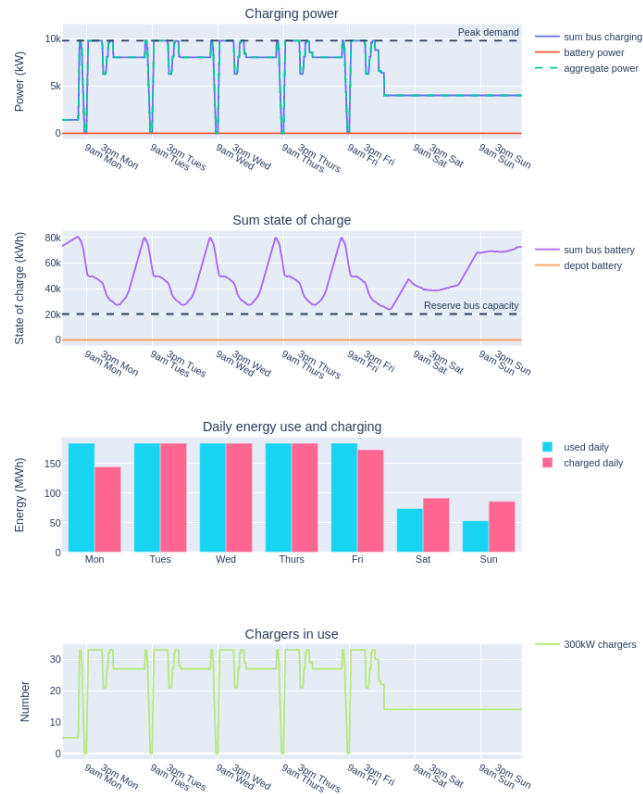 Charging power
Power (kW)
10k
5k
0
Peak demand
sum bus charging
battery power
aggregate power
9am Mon
3pm Mon
9am Tues
3pm Tues
9am Wed
3pm Wed
9am Thurs
3pm Thurs
9am Fri
3pm Fri
9am Sat
3pm Sat
9am Sun
3pm Sun
Sum state of charge
State of charge (kWh)
80k
60k
40k
20k
0
Reserve bus capacity
sum bus battery
depot battery
9am Mon
3pm Mon
9am Tues
3pm Tues
9am Wed
3pm Wed
9am Thurs
3pm Thurs
9am Fri
3pm Fri
9am Sat
3pm Sat
9am Sun
3pm Sun
Daily energy use and charging
Energy (MWh)
150
100
50
0
used daily
charged daily
Mon
Tues
Wed
Thurs
Fri
Sat
Sun
Chargers in use
Number
30
20
10
0
300kW chargers
9am Mon
3pm Mon
9am Tues
3pm Tues
9am Wed
3pm Wed
9am Thurs
3pm Thurs
9am Fri
3pm Fri
9am Sat
3pm Sat
9am Sun
3pm Sun